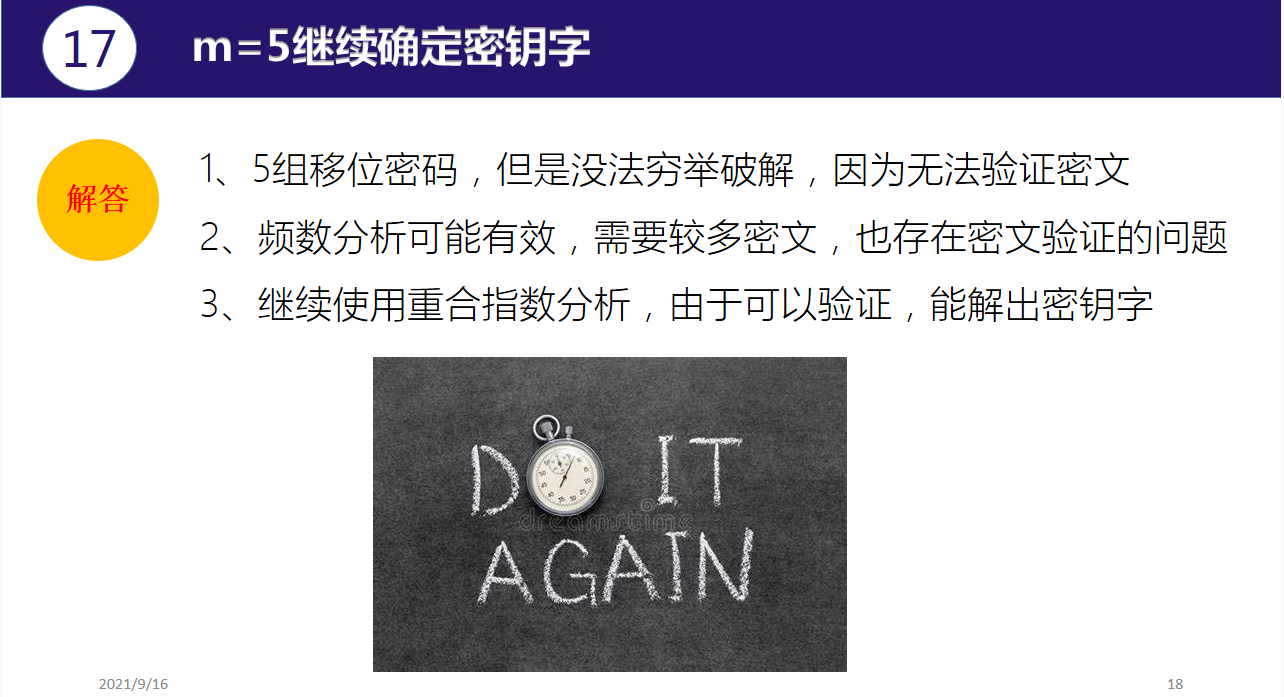 17
m=5继续确定密钥字
解答
1、5组移位密码，但是没法穷举破解，因为无法验证密文
2、频数分析可能有效，需要较多密文，也存在密文验证的问题
3、继续使用重合指数分析，由于可以验证，能解出密钥字
DO IT
dreamstime
AGAIN
2021/9/16
18